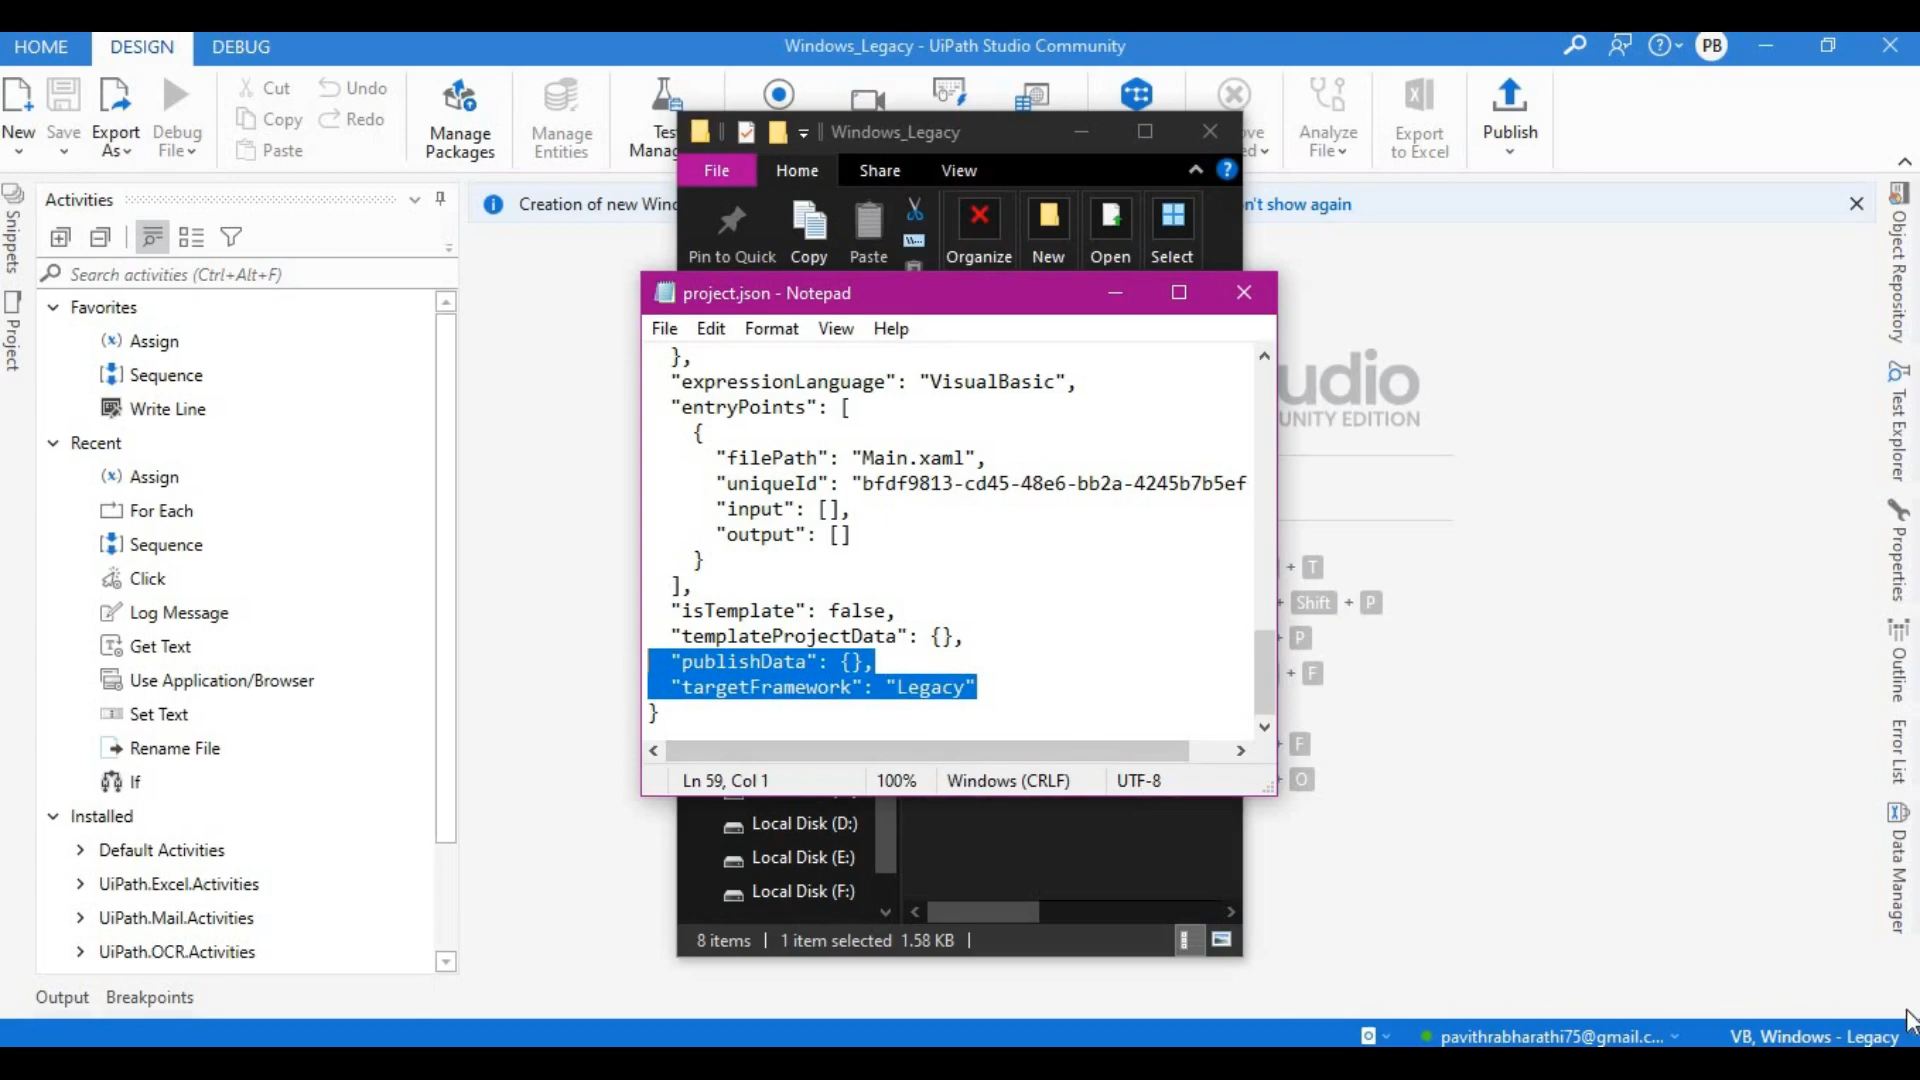 HOME DESIGN DEBUG
Windows_Legacy - UiPath Studio Community
PB
New
Save
Export As
Debug File
Cut
Copy
Paste
Undo
Redo
Manage Packages
Manage Entities
Analyze File
Export to Excel
Publish
Windows_Legacy
File Home Share View
Pin to Quick
Copy
Paste
Organize
New
Open
Select
Snippets
Project
Activities
Search activities (Ctrl+Alt+F)
Favorites
Assign
Sequence
Write Line
Recent
Assign
For Each
Sequence
Click
Log Message
Get Text
Use Application/Browser
Set Text
Rename File
If
Installed
Default Activities
UiPath.Excel.Activities
UiPath.Mail.Activities
UiPath.OCR.Activities
Output Breakpoints
Creation of new
n't show again
project.json - Notepad
File Edit Format View Help
},
"expressionLanguage": "VisualBasic",
"entryPoints": [
{
"filePath": "Main.xaml",
"uniqueId": "bfdf9813-cd45-48e6-bb2a-4245b7b5ef
"input": [],
"output": []
}
],
"isTemplate": false,
"templateProjectData": {},
"publishData": {},
"targetFramework": "Legacy"
}
Ln 59, Col 1 100% Windows (CRLF) UTF-8
Local Disk (D:)
Local Disk (E:)
Local Disk (F:)
8 items 1 item selected 1.58 KB
udio
UNITY EDITION
+ T
+ Shift + P
+ P
+ F
+ F
+ O
Object Repository
Test Explorer
Properties
Outline
Error List
Data Manager
pavithrabharathi75@gmail.c...
VB, Windows - Legacy